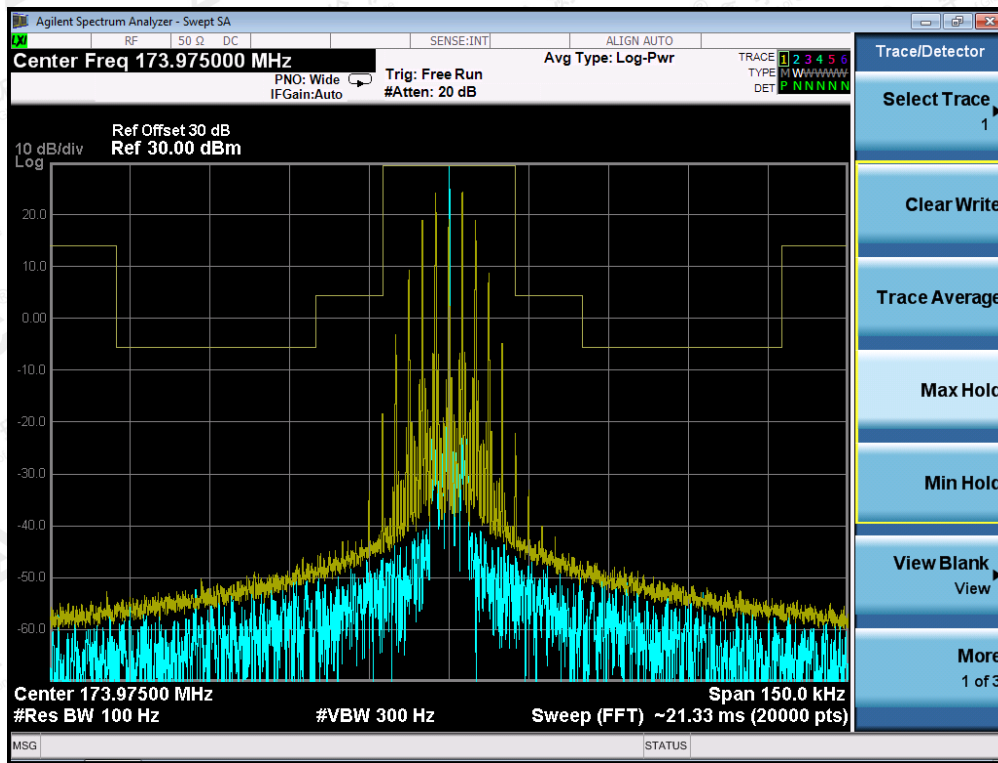 Agilent Spectrum Analyzer - Swept SA
LXI RF 50 Ω DC SENSE:INT ALIGN AUTO
Center Freq 173.975000 MHz
PNO: Wide
IFGain:Auto
Trig: Free Run
#Atten: 20 dB
Avg Type: Log-Pwr
TRACE 1 2 3 4 5 6
TYPE M W W W W W
DET P N N N N N
Ref Offset 30 dB
10 dB/div Ref 30.00 dBm
Log
20.0
10.0
0.00
-10.0
-20.0
-30.0
-40.0
-50.0
-60.0
Center 173.97500 MHz Span 150.0 kHz
#Res BW 100 Hz #VBW 300 Hz Sweep (FFT) ~21.33 ms (20000 pts)
MSG STATUS
Trace/Detector
Select Trace
1
Clear Write
Trace Average
Max Hold
Min Hold
View Blank
View
More
1 of 3